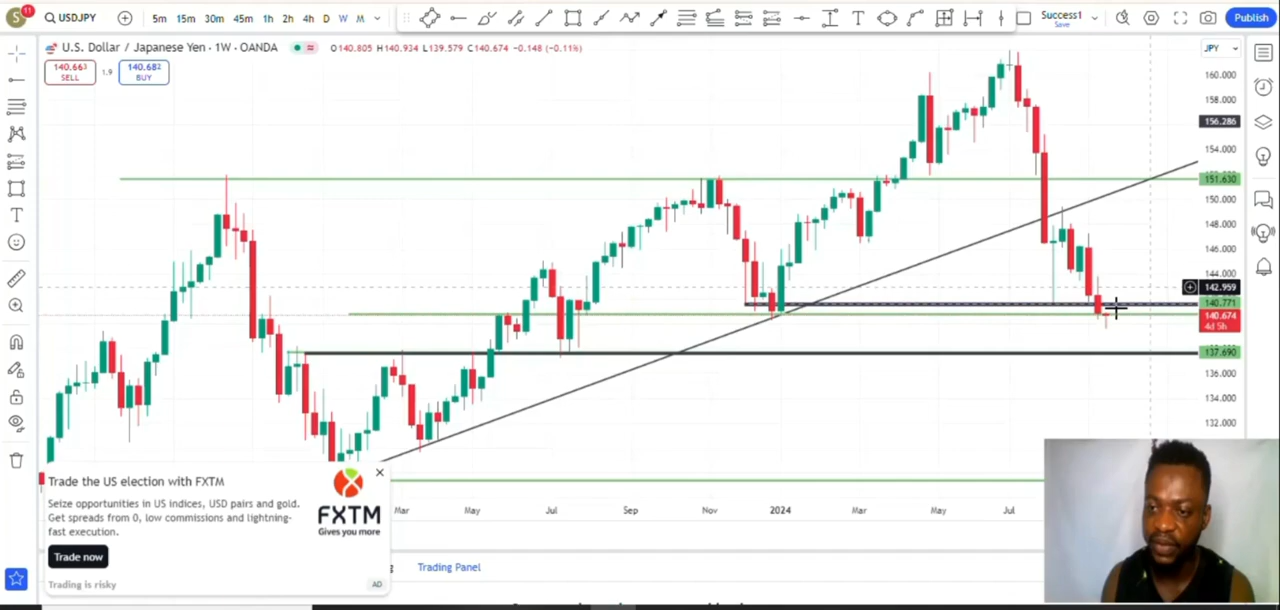 S 11 USDJPY 5m 15m 30m 45m 1h 2h 4h D W M Success1 Save Publish
U.S. Dollar / Japanese Yen · 1W · OANDA O140.805 H140.934 L139.579 C140.674 -0.148 (-0.11%) JPY
140.663 SELL 1.9 140.682 BUY
160.000
158.000
156.286
154.000
151.630
150.000
148.000
146.000
144.000
142.959
140.771
140.674
4d 5h
137.690
136.000
134.000
132.000
Trade the US election with FXTM
Seize opportunities in US indices, USD pairs and gold.
Get spreads from 0, low commissions and lightning-
fast execution.
FXTM
Gives you more
Trade now
Trading is risky
AD
Mar May Jul Sep Nov 2024 Mar May Jul
Trading Panel